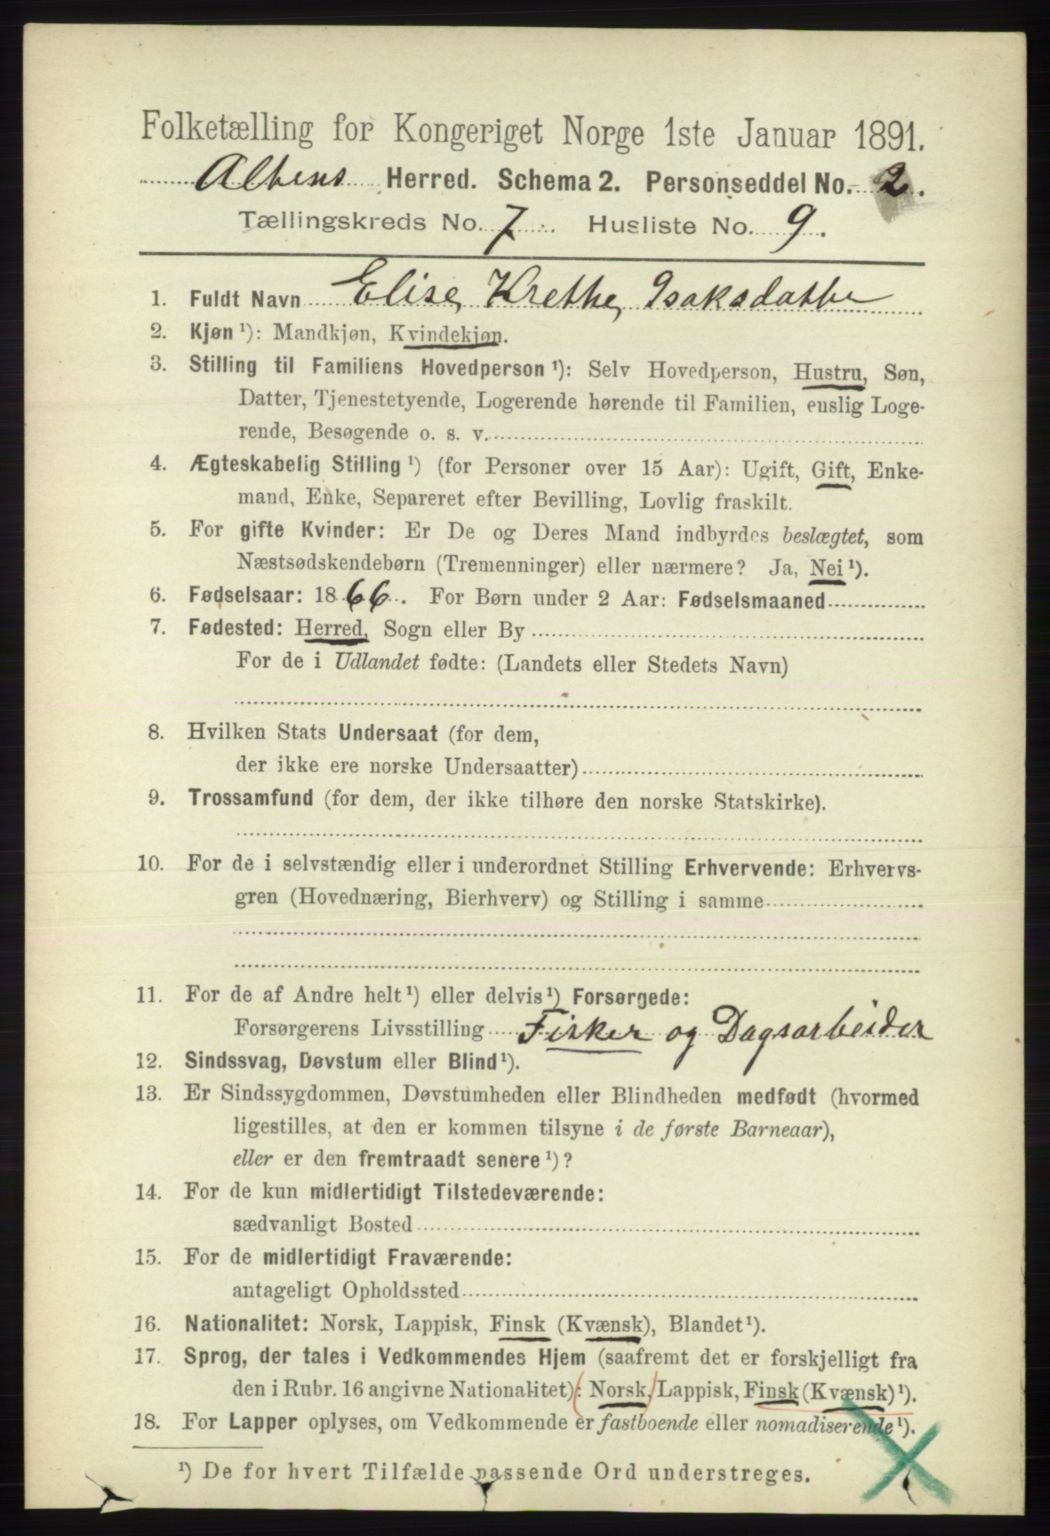 Folketælling for Kongeriget Norge 1ste Januar 1891.
Altens Herred. Schema 2. Personseddel No. 2.
Tællingskreds No. 7. Husliste No. 9.
1. Fuldt Navn Elise, Krethe, Isaksdatter
2. Kjøn ¹): Mandkjøn, Kvindekjøn.
3. Stilling til Familiens Hovedperson ¹): Selv Hovedperson, Hustru, Søn,
Datter, Tjenestetyende, Logerende hørende til Familien, enslig Loge-
rende, Besøgende o. s. v.
4. Ægteskabelig Stilling ¹) (for Personer over 15 Aar): Ugift, Gift, Enke-
mand, Enke, Separeret efter Bevilling, Lovlig fraskilt.
5. For gifte Kvinder: Er De og Deres Mand indbyrdes beslægtet, som
Næstsødskendebørn (Tremenninger) eller nærmere? Ja, Nei ¹).
6. Fødselsaar: 1866. For Børn under 2 Aar: Fødselsmaaned
7. Fødested: Herred, Sogn eller By
For de i Udlandet fødte: (Landets eller Stedets Navn)
8. Hvilken Stats Undersaat (for dem,
der ikke ere norske Undersaatter)
9. Trossamfund (for dem, der ikke tilhøre den norske Statskirke).
10. For de i selvstændig eller i underordnet Stilling Erhvervende: Erhvervs-
gren (Hovednæring, Bierhverv) og Stilling i samme
11. For de af Andre helt ¹) eller delvis ¹) Forsørgede:
Forsørgerens Livsstilling Fisker og Dagsarbeider
12. Sindssvag, Døvstum eller Blind ¹).
13. Er Sindssygdommen, Døvstumheden eller Blindheden medfødt (hvormed
ligestilles, at den er kommen tilsyne i de første Barneaar),
eller er den fremtraadt senere ¹)?
14. For de kun midlertidigt Tilstedeværende:
sædvanligt Bosted
15. For de midlertidigt Fraværende:
antageligt Opholdssted
16. Nationalitet: Norsk, Lappisk, Finsk (Kvænsk), Blandet ¹).
17. Sprog, der tales i Vedkommendes Hjem (saafremt det er forskjelligt fra
den i Rubr. 16 angivne Nationalitet): Norsk, Lappisk, Finsk (Kvænsk) ¹).
18. For Lapper oplyses, om Vedkommende er fastboende eller nomadiserende ¹).
¹) De for hvert Tilfælde passende Ord understreges.